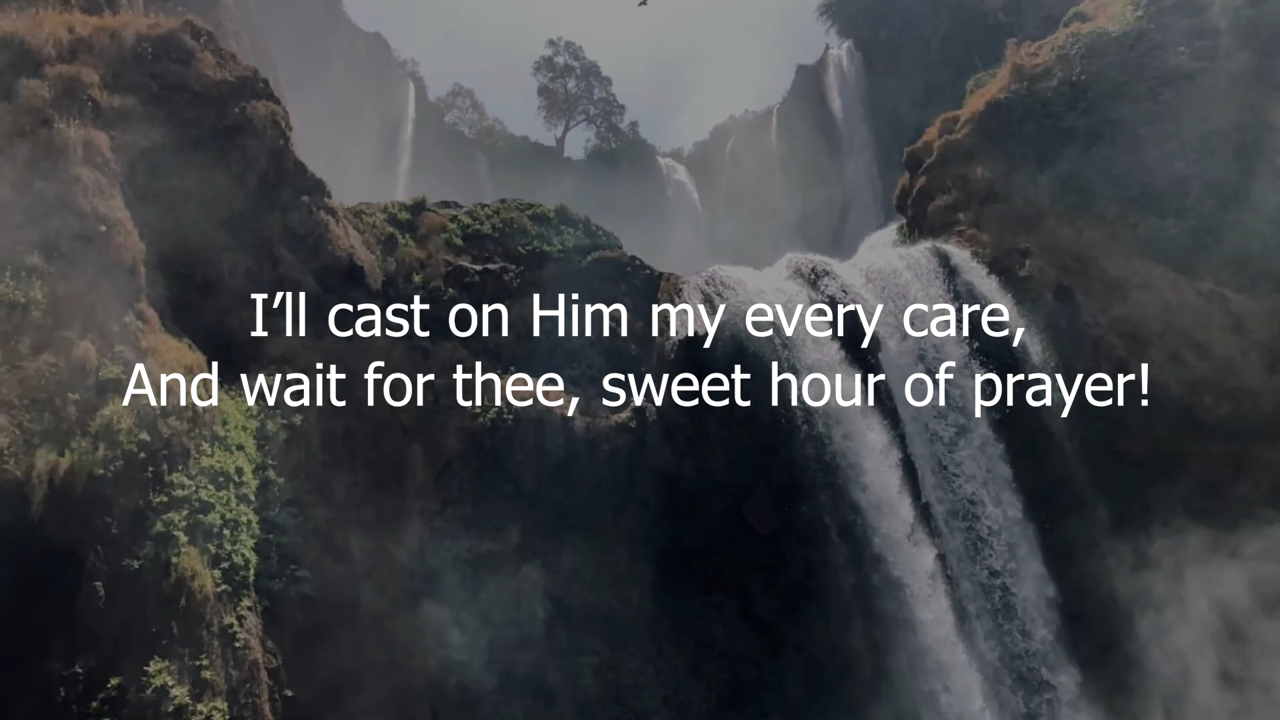 I’ll cast on Him my every care,
And wait for thee, sweet hour of prayer!